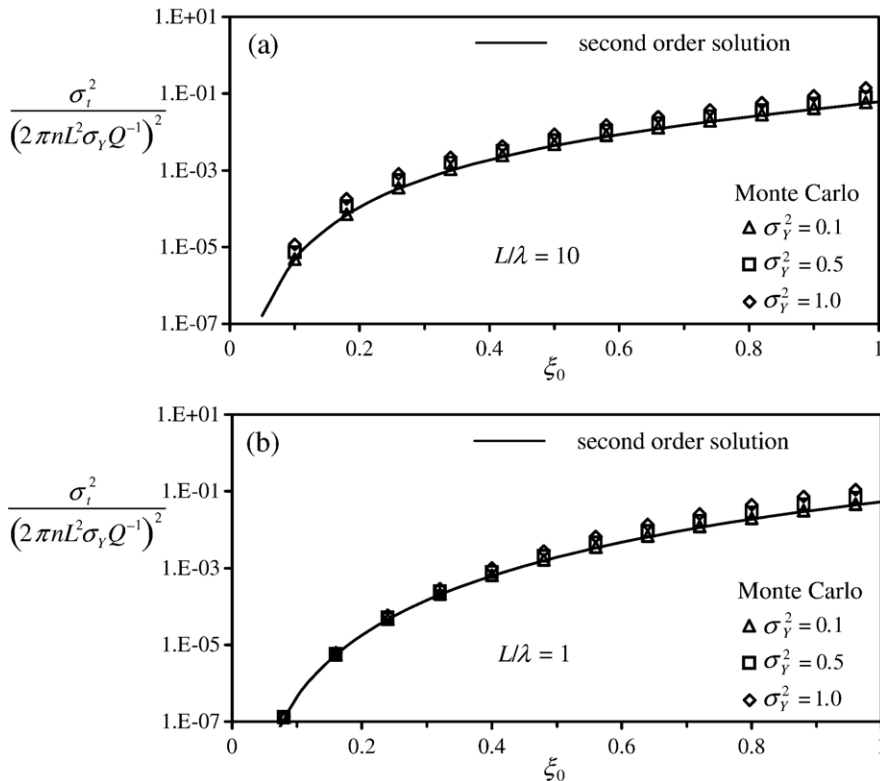 (a)
second order solution
σ_t^2 / (2πnL^2σ_YQ^{-1})^2
1.E+01
1.E-01
1.E-03
1.E-05
1.E-07
Monte Carlo
σ_Y^2 = 0.1
σ_Y^2 = 0.5
σ_Y^2 = 1.0
L/λ = 10
0 0.2 0.4 0.6 0.8 1
ξ_0
(b)
second order solution
σ_t^2 / (2πnL^2σ_YQ^{-1})^2
1.E+01
1.E-01
1.E-03
1.E-05
1.E-07
Monte Carlo
σ_Y^2 = 0.1
σ_Y^2 = 0.5
σ_Y^2 = 1.0
L/λ = 1
0 0.2 0.4 0.6 0.8 1
ξ_0